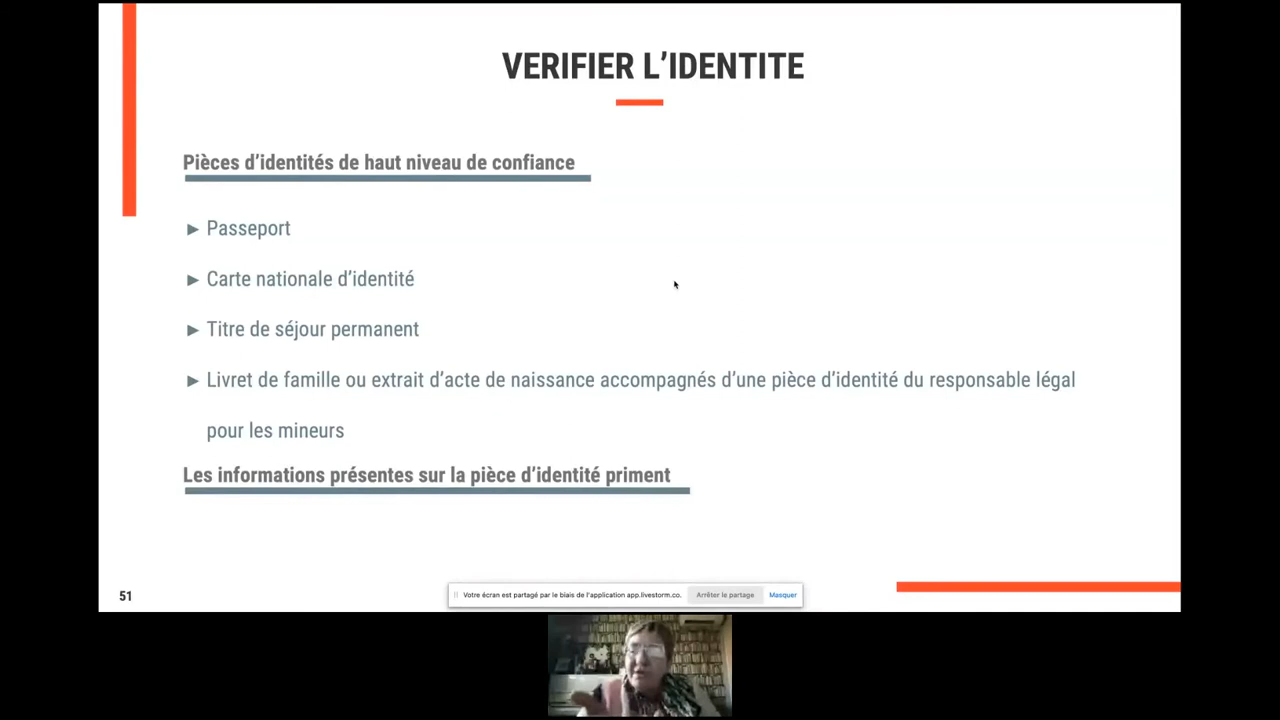 VERIFIER L’IDENTITE
Pièces d’identités de haut niveau de confiance
► Passeport
► Carte nationale d’identité
► Titre de séjour permanent
► Livret de famille ou extrait d’acte de naissance accompagnés d’une pièce d’identité du responsable légal
pour les mineurs
Les informations présentes sur la pièce d’identité priment
51
Votre écran est partagé par le biais de l'application app.livestorm.co.
Arrêter le partage
Masquer